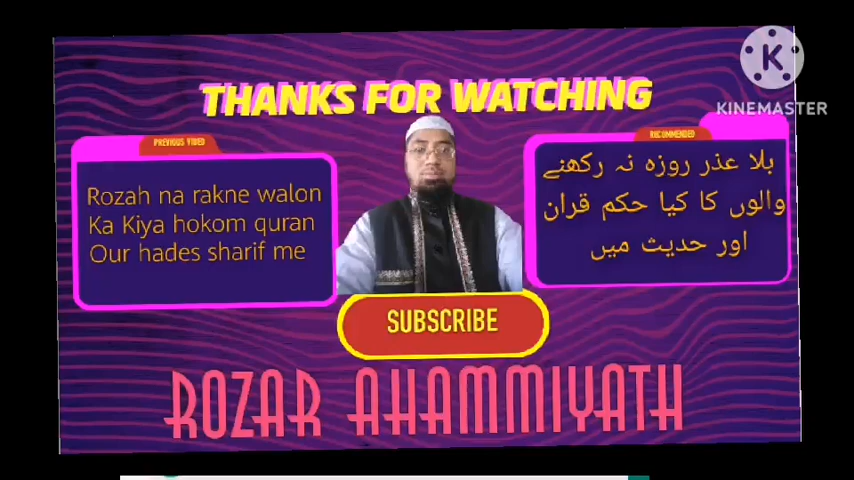 KINEMASTER
THANKS FOR WATCHING
PREVIOUS VIDEO
Rozah na rakne walon
Ka Kiya hokom quran
Our hades sharif me
RECOMMENDED
بلا عذر روزہ نہ رکھنے
والوں کا کیا حکم قران
اور حدیث میں
SUBSCRIBE
ROZAR AHAMMIYATH